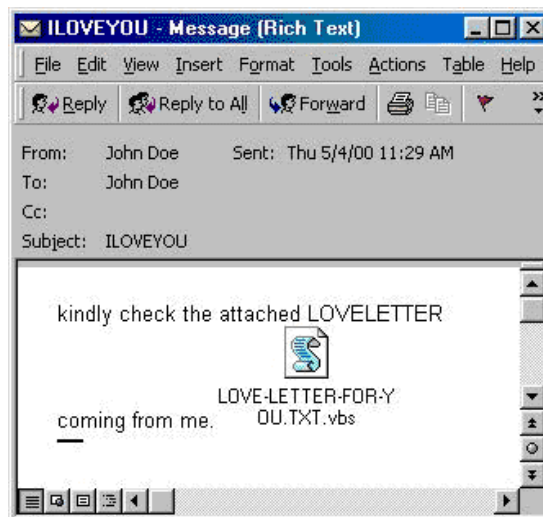 ILOVEYOU - Message (Rich Text)
File Edit View Insert Format Tools Actions Table Help
Reply Reply to All Forward
From: John Doe Sent: Thu 5/4/00 11:29 AM
To: John Doe
Cc:
Subject: ILOVEYOU
kindly check the attached LOVELETTER
LOVE-LETTER-FOR-Y
OU.TXT.vbs
coming from me.